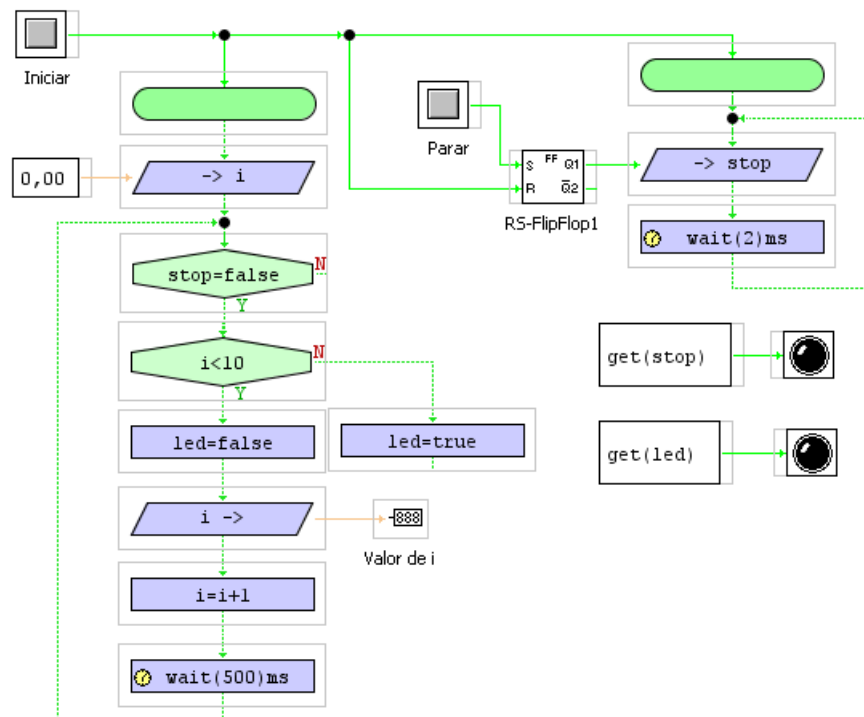 Iniciar
0,00
-> i
stop=false
N
Y
i<10
N
Y
led=false
led=true
i ->
-888
Valor de i
i=i+1
wait(500)ms
Parar
S FF Q1
R Q2
RS-FlipFlop1
-> stop
wait(2)ms
get(stop)
get(led)